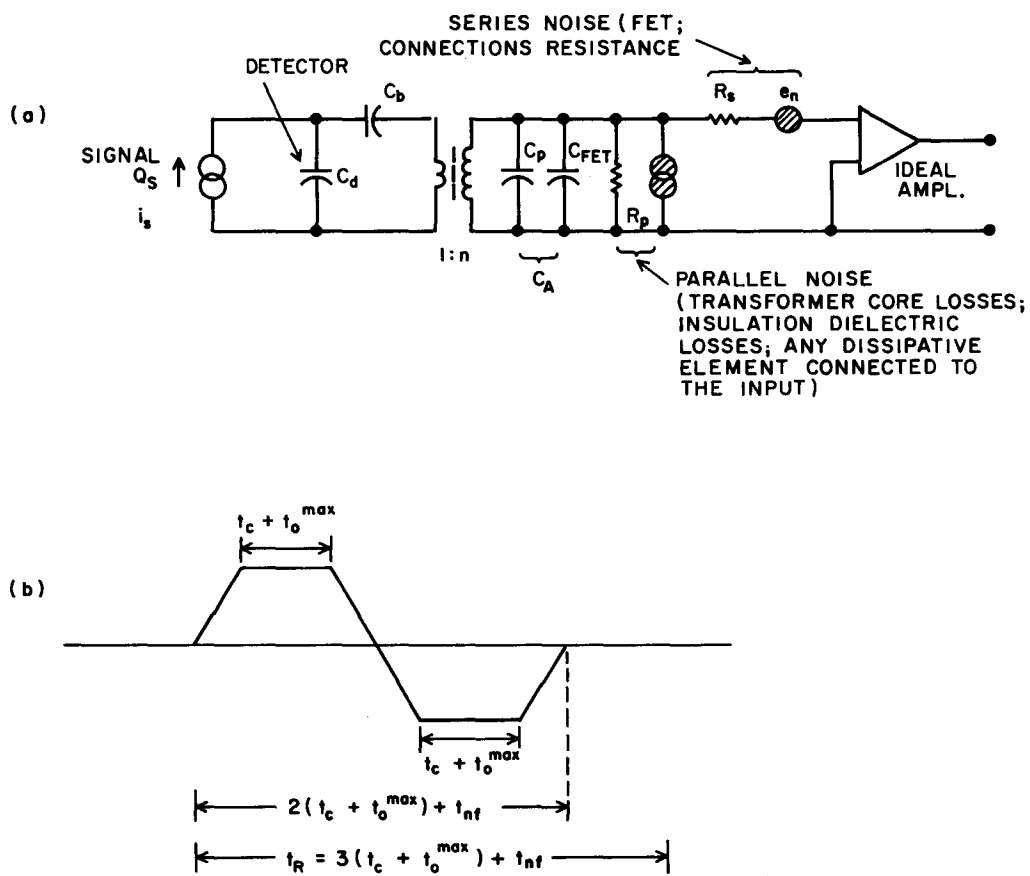 SERIES NOISE (FET;
CONNECTIONS RESISTANCE
DETECTOR
(a)
C_b
R_s
e_n
SIGNAL
Q_S
i_s
C_d
C_p
C_FET
R_p
IDEAL
AMPL.
1:n
C_A
PARALLEL NOISE
(TRANSFORMER CORE LOSSES;
INSULATION DIELECTRIC
LOSSES; ANY DISSIPATIVE
ELEMENT CONNECTED TO
THE INPUT)
(b)
t_c + t_o^max
t_c + t_o^max
2(t_c + t_o^max) + t_nf
t_R = 3(t_c + t_o^max) + t_nf